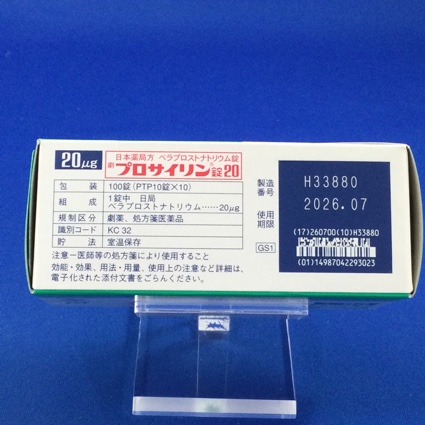 20μg
日本薬局方 ベラプロストナトリウム錠
劇 プロサイリン®錠20
包装 100錠(PTP10錠×10)
組成 1錠中 日局
ベラプロストナトリウム……20μg
規制区分 劇薬、処方箋医薬品
識別コード KC 32
貯法 室温保存
注意-医師等の処方箋により使用すること
効能・効果、用法・用量、使用上の注意など詳細は、
電子化された添付文書をごらんください。
製造番号 H33880
使用期限 2026.07
GS1
(17)260700(10)H33880
(01)14987042293023